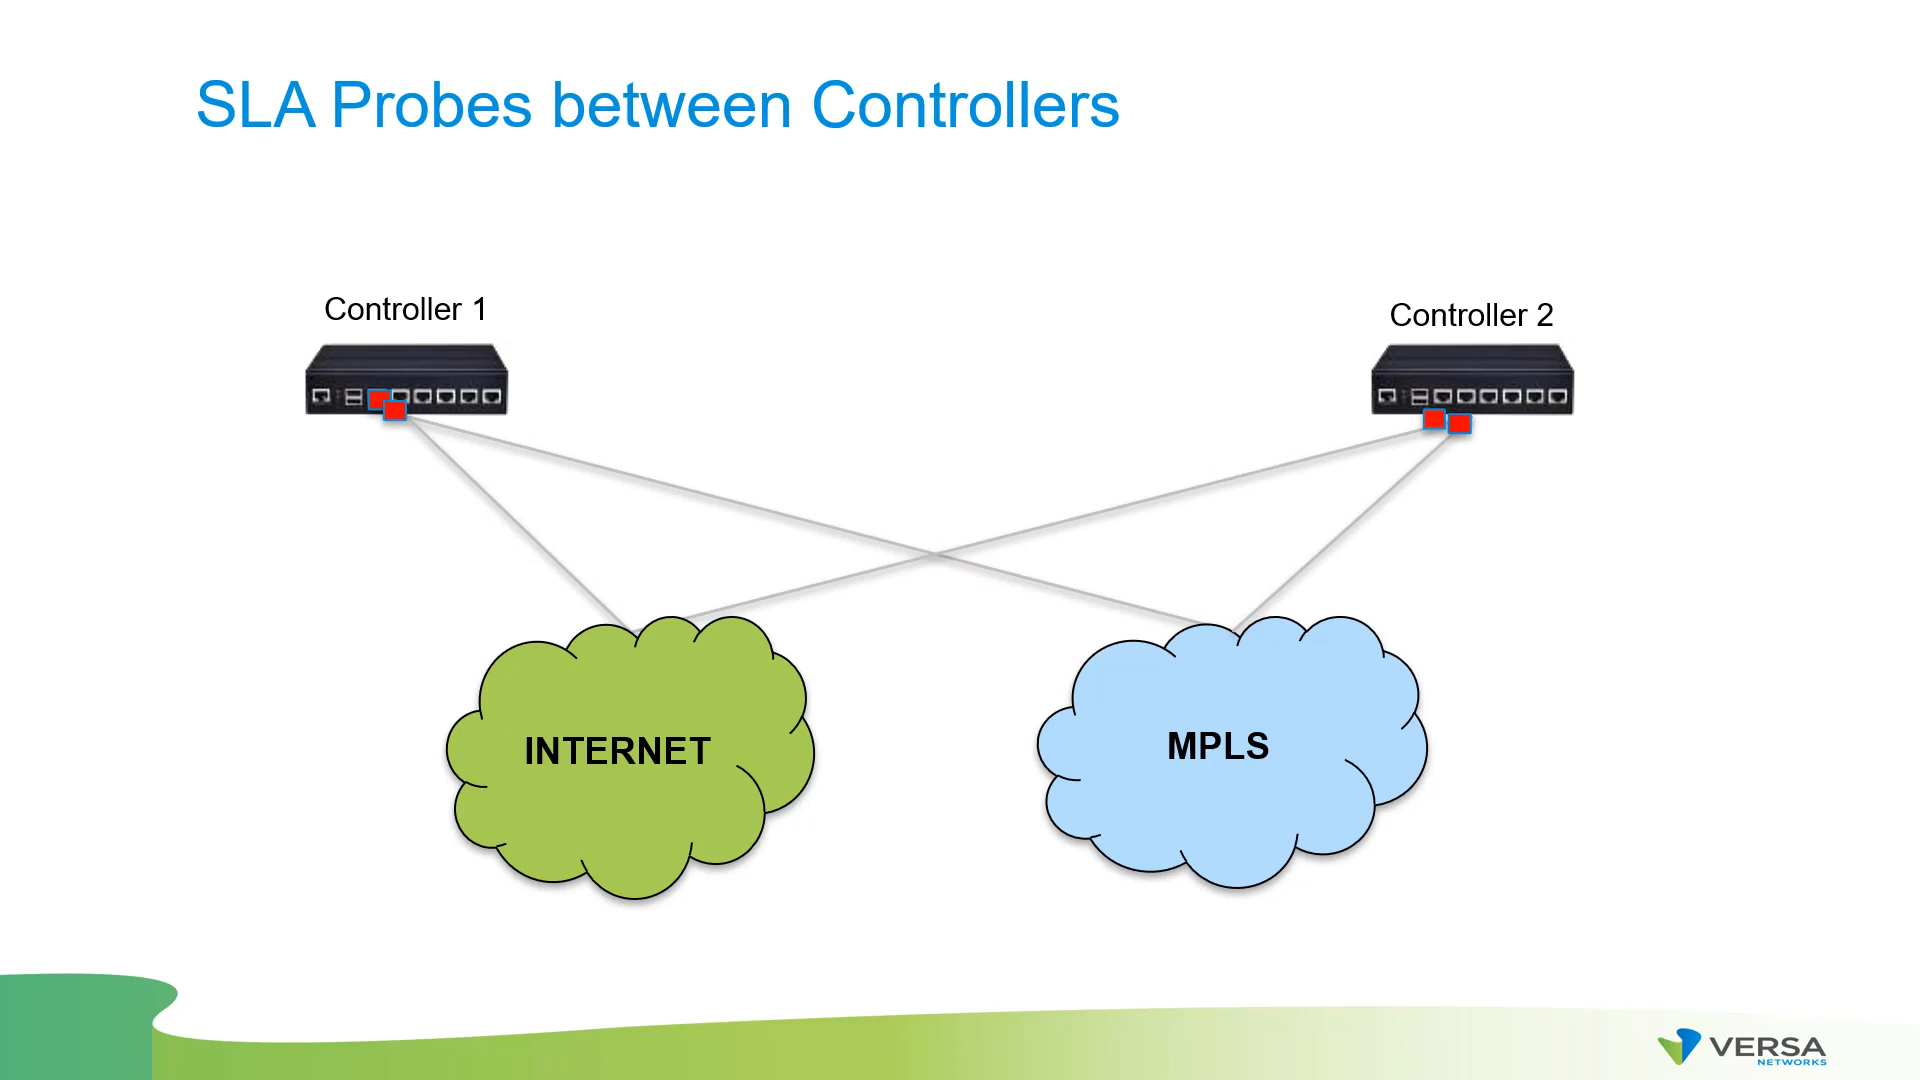 SLA Probes between Controllers
Controller 1
Controller 2
INTERNET
MPLS
VERSA
NETWORKS